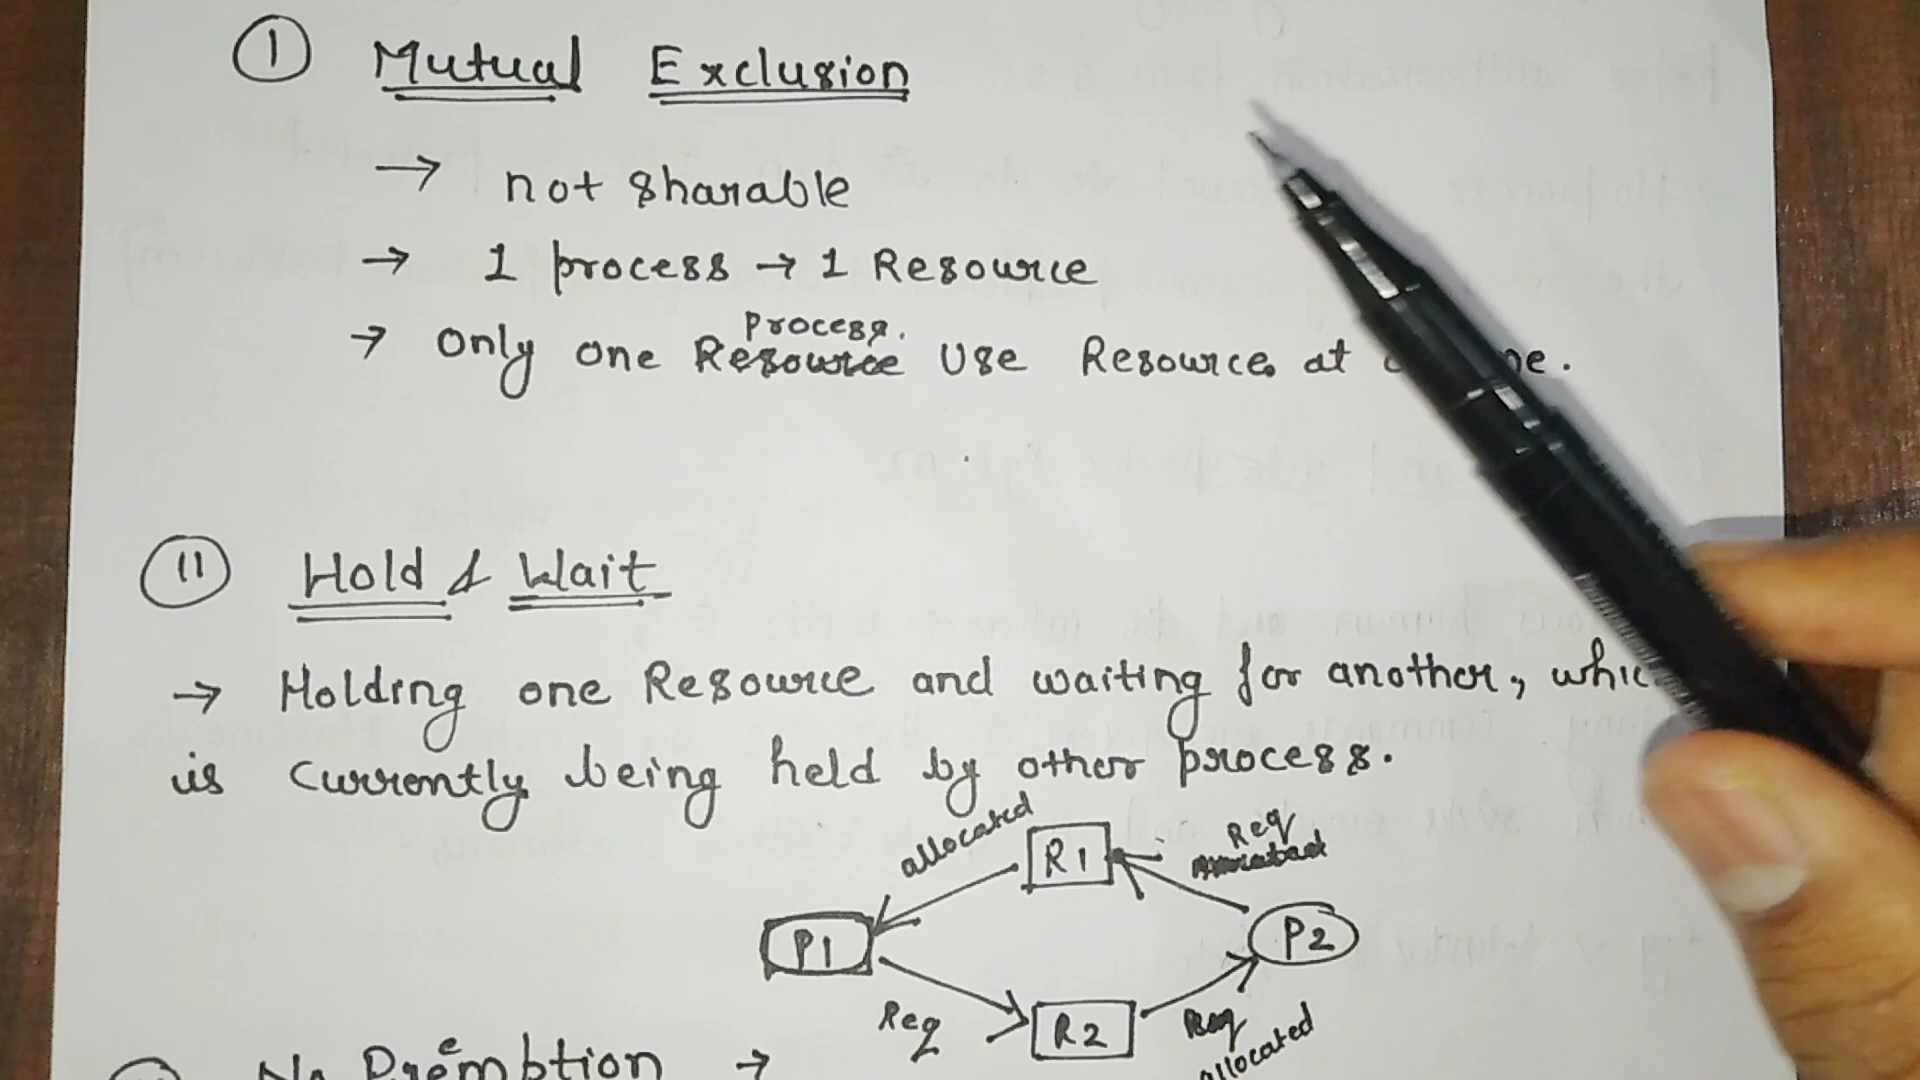 I Mutual Exclusion
→ not sharable
→ 1 process → 1 Resource
process.
→ Only one Resource Use Resource at
II Hold & Wait
→ Holding one Resource and waiting for another,
is currently being held by other process.
allocated R1 Req
P1 P2
Req R2 Req
allocated
No Preemption →